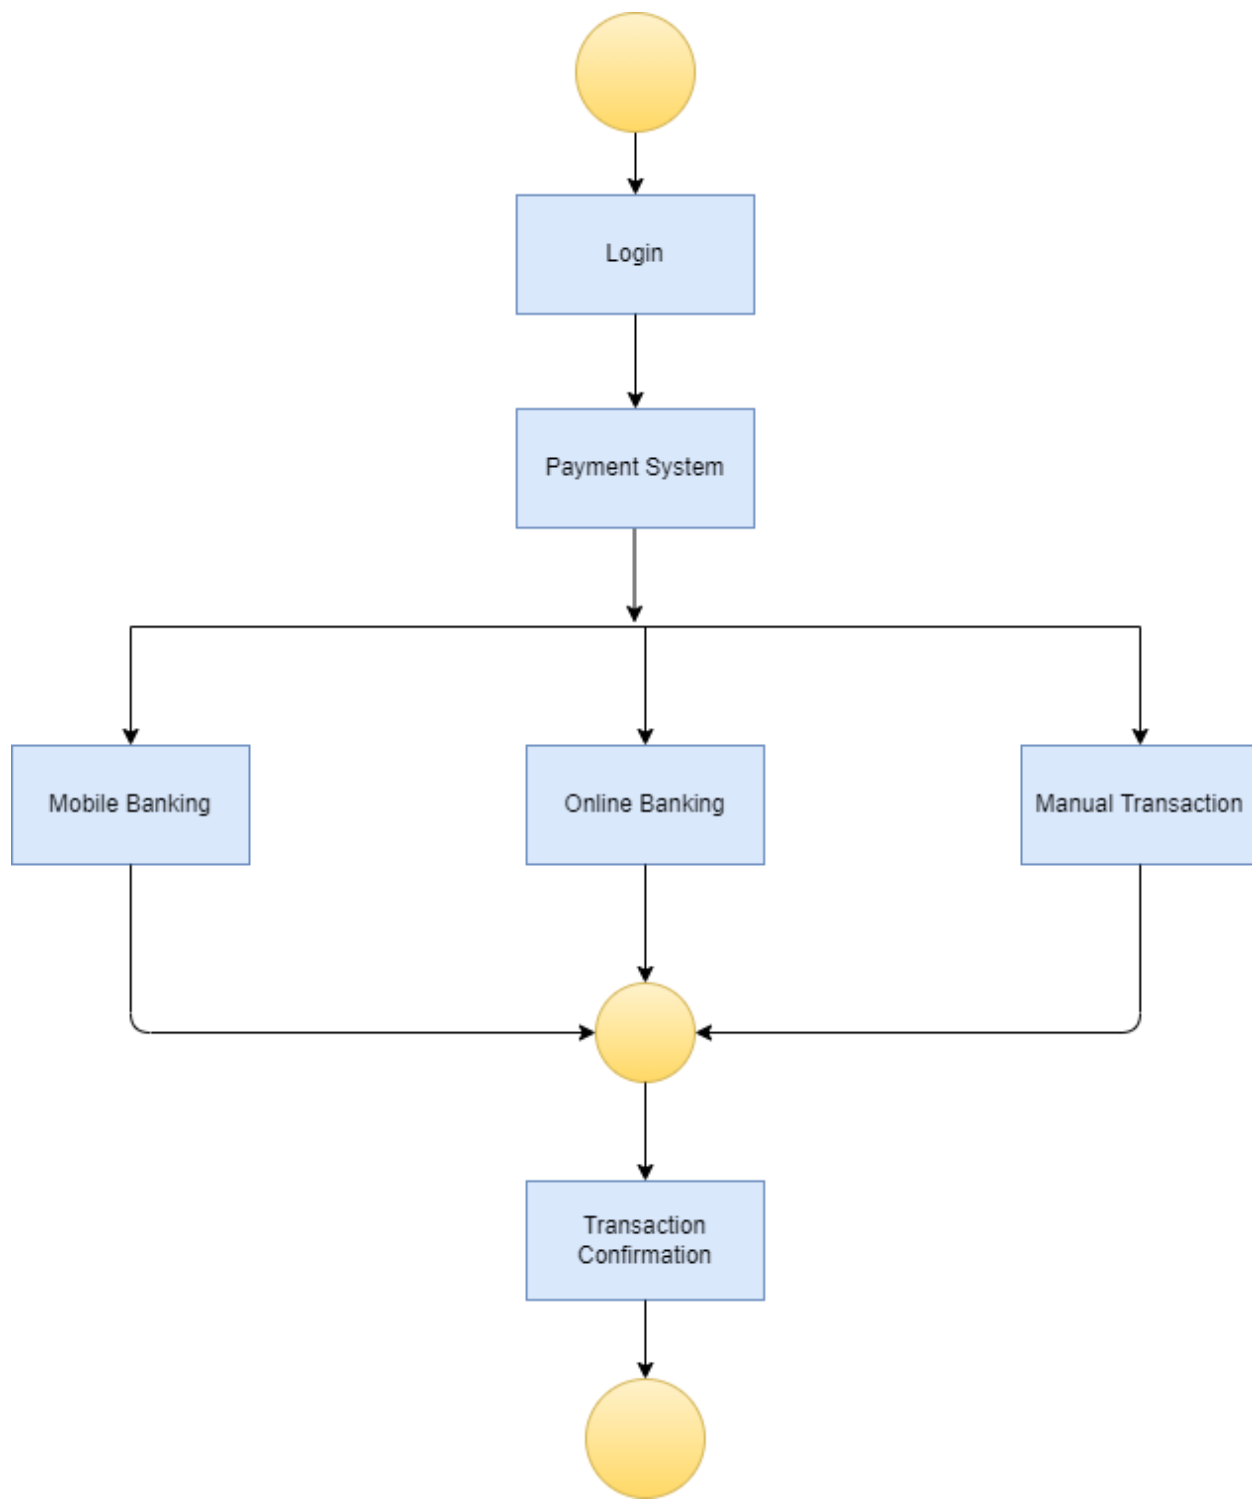 Login
Payment System
Mobile Banking
Online Banking
Manual Transaction
Transaction
Confirmation